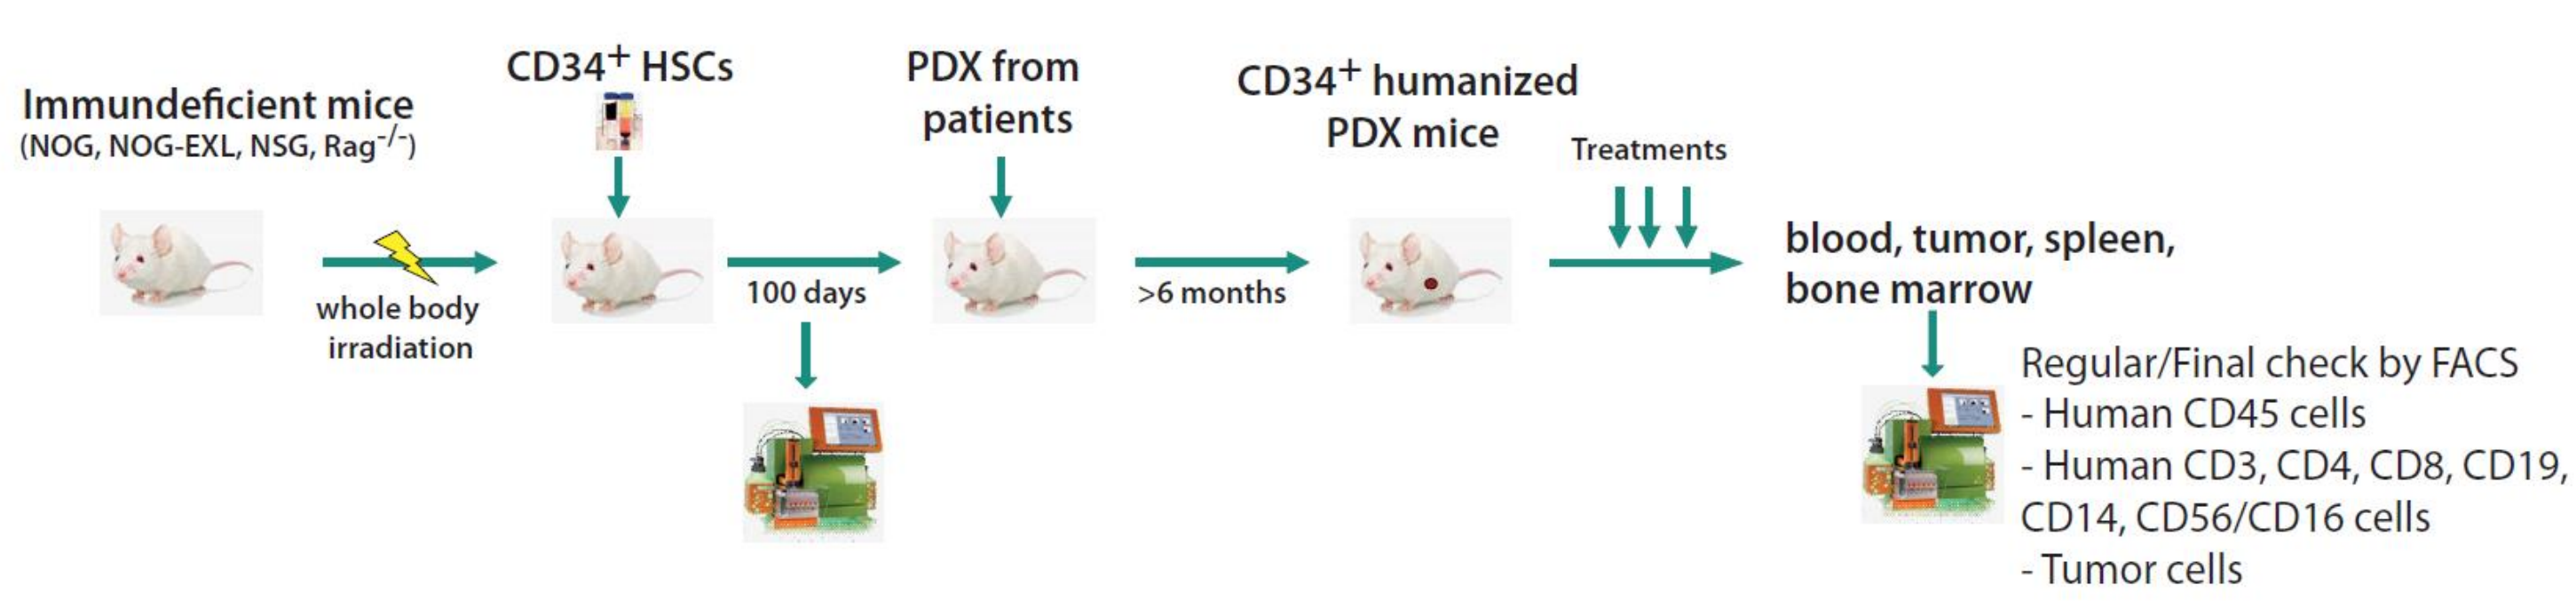 Immundeficient mice
(NOG, NOG-EXL, NSG, Rag-/-)
whole body
irradiation
CD34+ HSCs
100 days
PDX from
patients
>6 months
CD34+ humanized
PDX mice
Treatments
blood, tumor, spleen,
bone marrow
Regular/Final check by FACS
- Human CD45 cells
- Human CD3, CD4, CD8, CD19,
CD14, CD56/CD16 cells
- Tumor cells